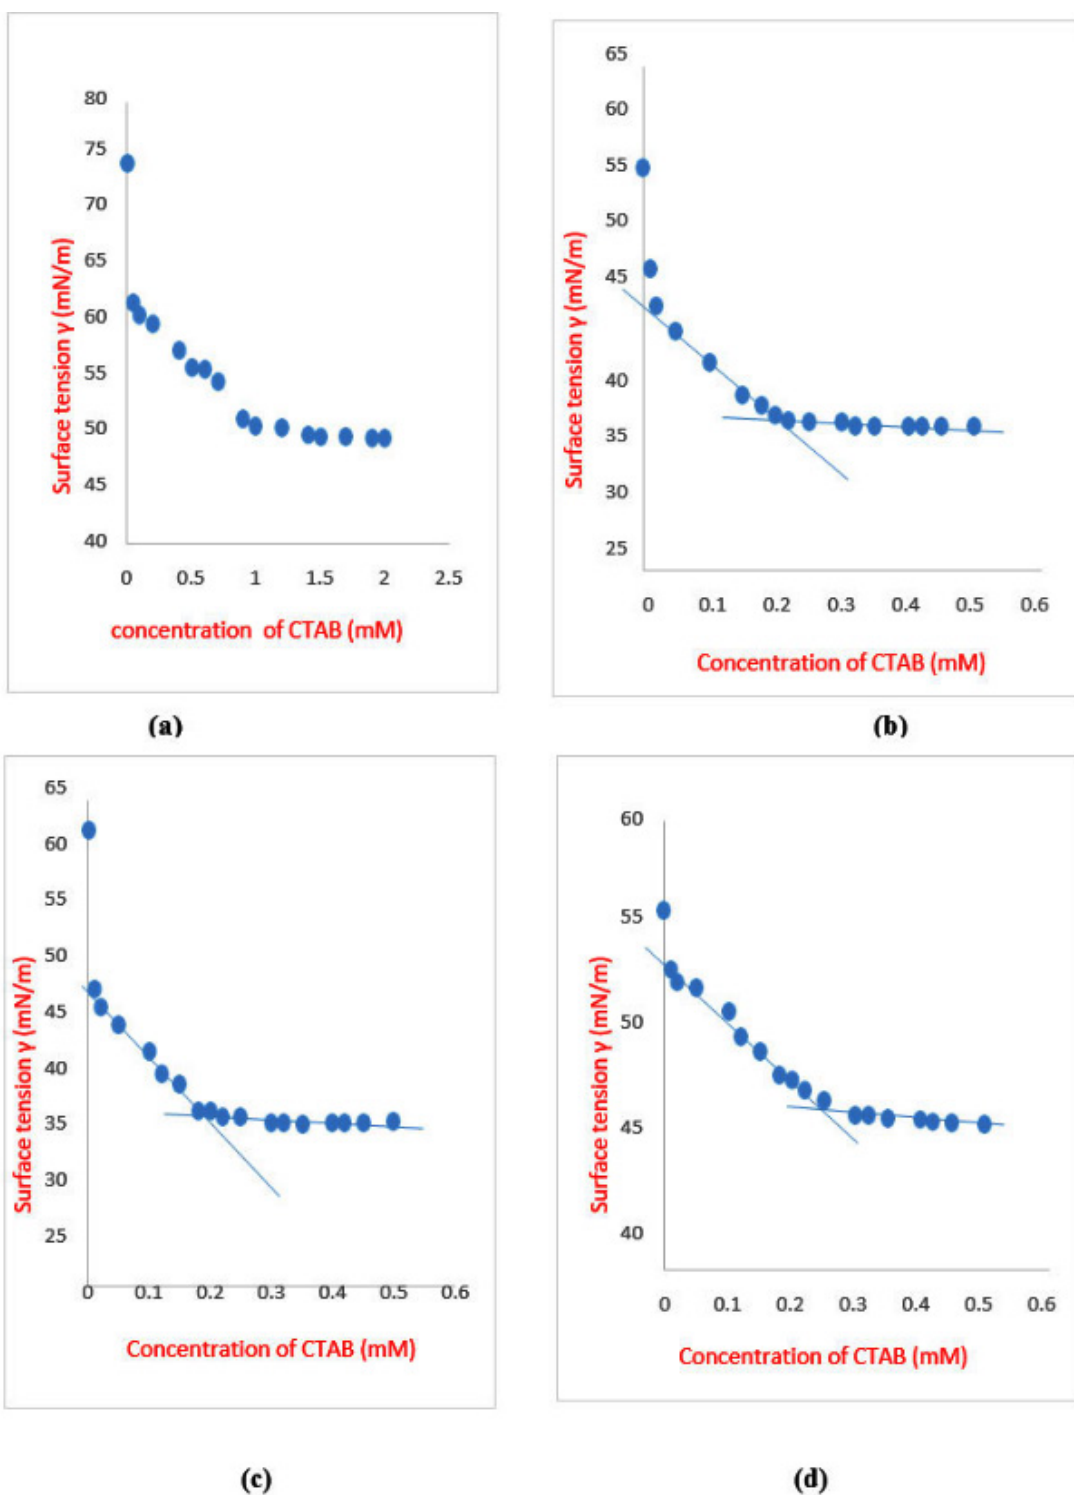 80
75
70
65
60
55
50
45
40
Surface tension γ (mN/m)
0 0.5 1 1.5 2 2.5
concentration of CTAB (mM)
(a)
65
60
55
50
45
40
35
30
25
Surface tension γ (mN/m)
0 0.1 0.2 0.3 0.4 0.5 0.6
Concentration of CTAB (mM)
(b)
65
60
55
50
45
40
35
30
25
Surface tension γ (mN/m)
0 0.1 0.2 0.3 0.4 0.5 0.6
Concentration of CTAB (mM)
(c)
60
55
50
45
40
Surface tension γ (mN/m)
0 0.1 0.2 0.3 0.4 0.5 0.6
Concentration of CTAB (mM)
(d)